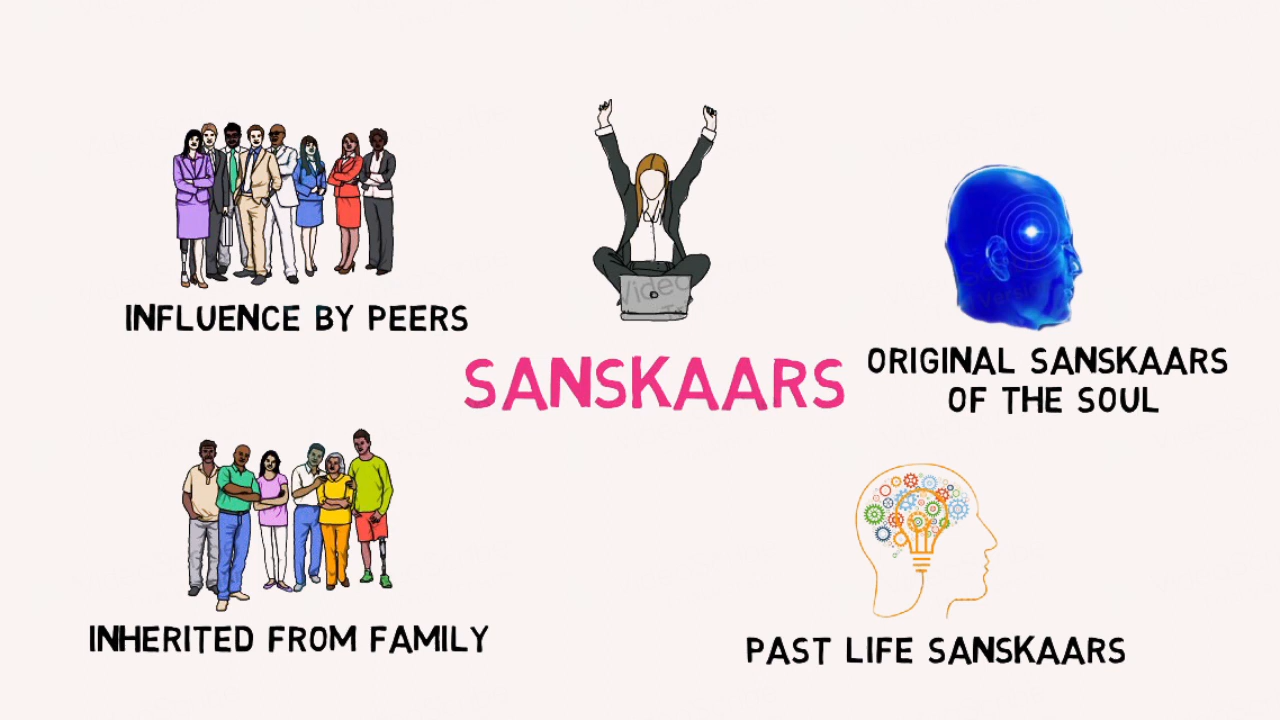 INFLUENCE BY PEERS
SANSKAARS
ORIGINAL SANSKAARS
OF THE SOUL
INHERITED FROM FAMILY
PAST LIFE SANSKAARS